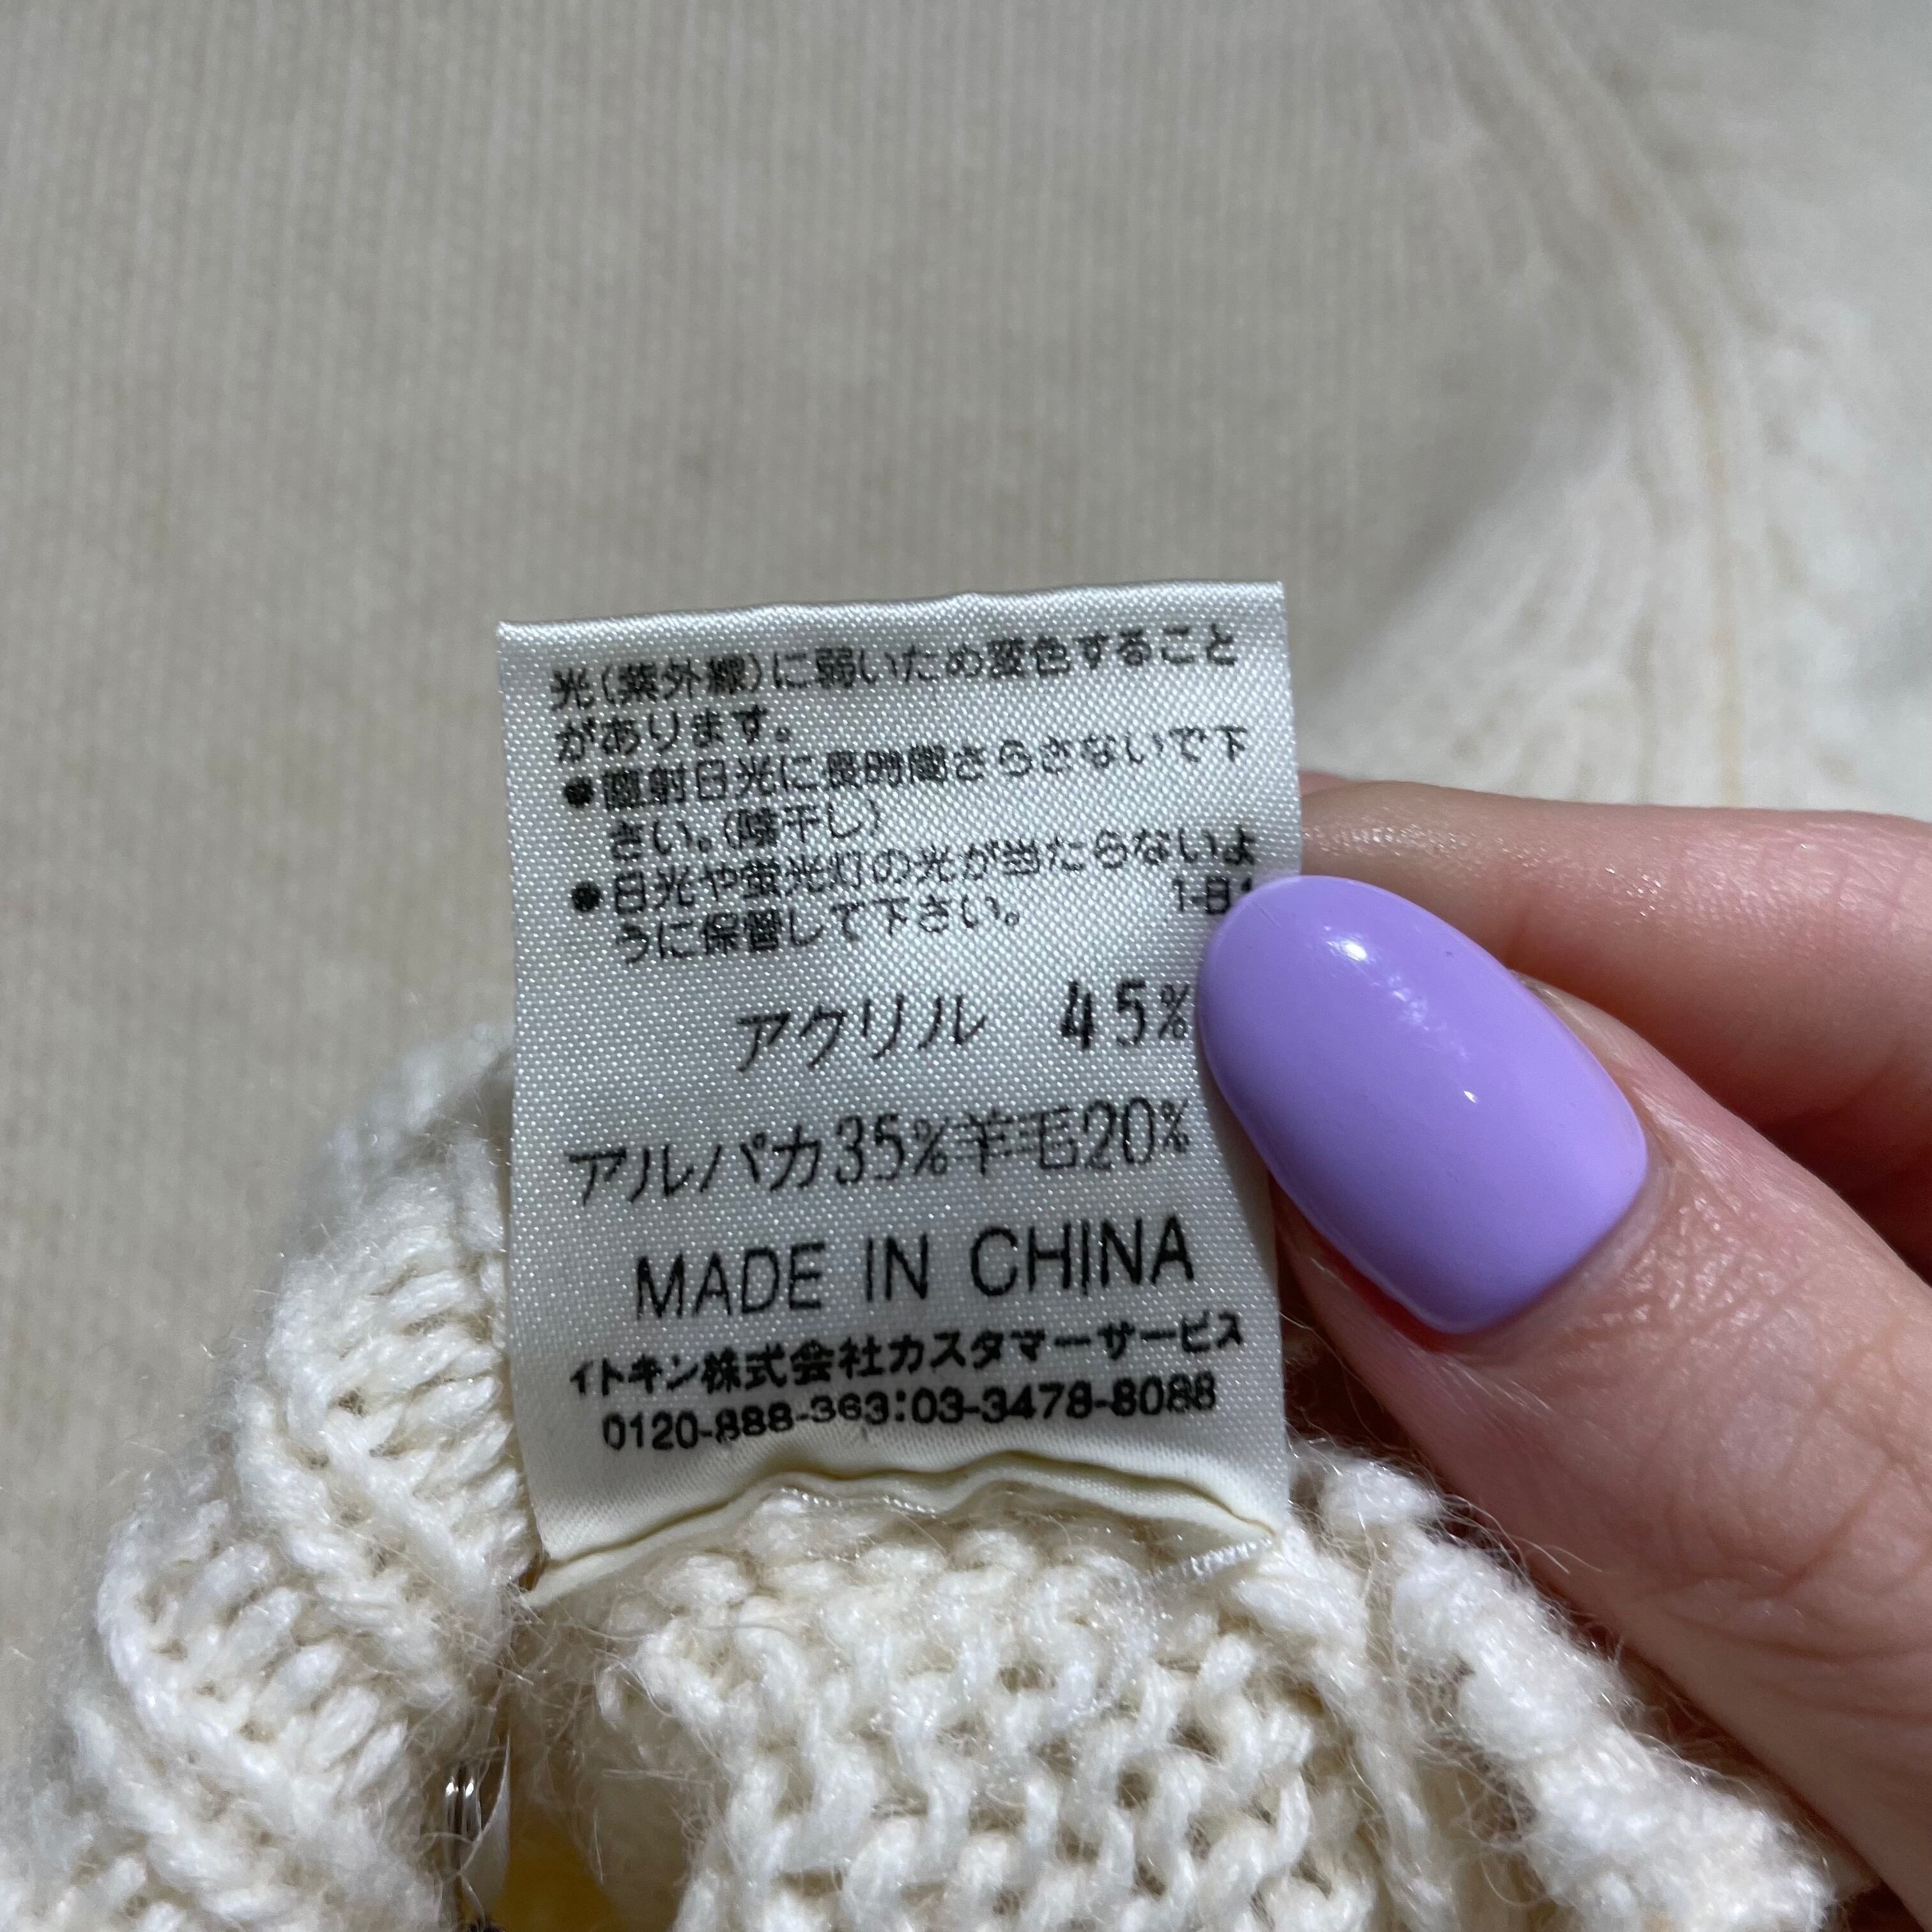 光(紫外線)に弱いため変色すること
があります。
●直射日光に長時間さらさないで下
さい。(陰干し)
●日光や蛍光灯の光が当たらないよ
うに保管して下さい。
アクリル 45%
アルパカ35%羊毛20%
MADE IN CHINA
イトキン株式会社カスタマーサービス
0120-888-363:03-3478-8088